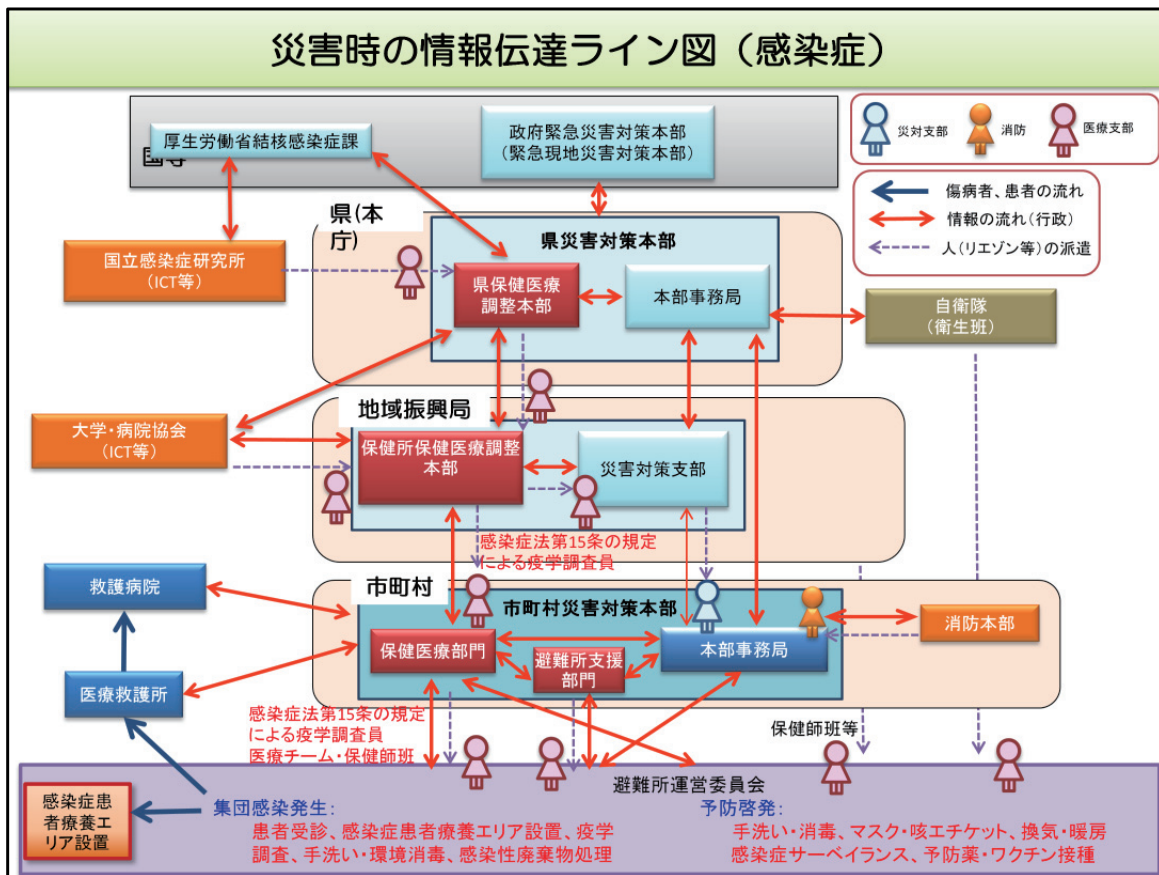 災害時の情報伝達ライン図（感染症）
国等
厚生労働省結核感染症課
政府緊急災害対策本部
（緊急現地災害対策本部）
災対支部
消防
医療支部
傷病者、患者の流れ
情報の流れ（行政）
人（リエゾン等）の派遣
県(本
庁)
県災害対策本部
国立感染症研究所
（ICT等）
県保健医療
調整本部
本部事務局
自衛隊
（衛生班）
地域振興局
大学・病院協会
（ICT等）
保健所保健医療調整
本部
災害対策支部
感染症法第15条の規定
による疫学調査員
救護病院
市町村
市町村災害対策本部
保健医療部門
避難所支援
部門
本部事務局
消防本部
医療救護所
感染症法第15条の規定
による疫学調査員
医療チーム・保健師班
保健師班等
避難所運営委員会
感染症患
者療養エ
リア設置
集団感染発生：
患者受診、感染症患者療養エリア設置、疫学
調査、手洗い・環境消毒、感染性廃棄物処理
予防啓発：
手洗い・消毒、マスク・咳エチケット、換気・暖房
感染症サーベイランス、予防薬・ワクチン接種